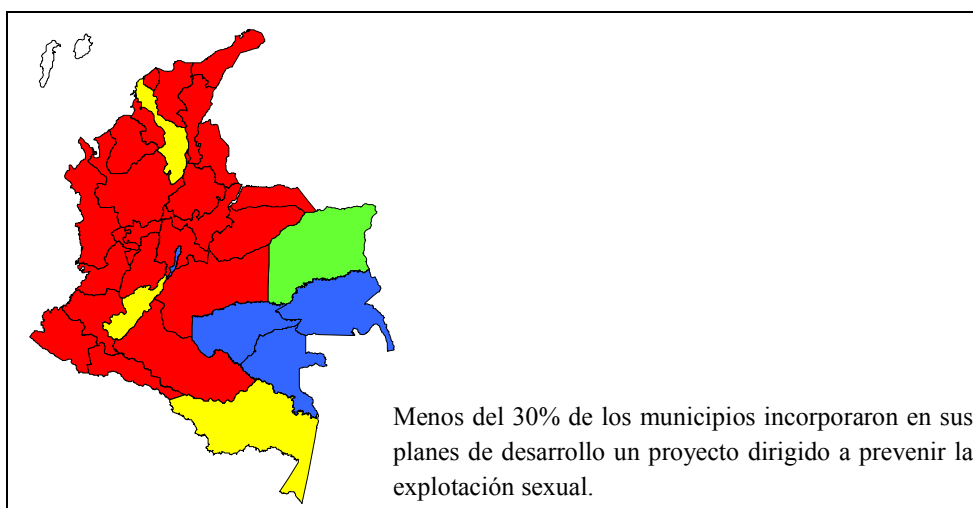 Menos del 30% de los municipios incorporaron en sus
planes de desarrollo un proyecto dirigido a prevenir la
explotación sexual.